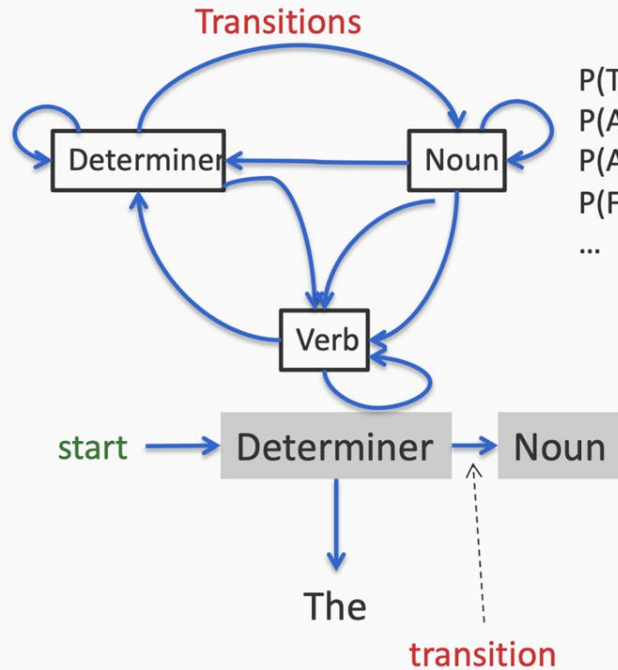 Transitions
Determiner
Noun
P(T
P(A
P(A
P(F
...
Verb
start
Determiner
Noun
The
transition